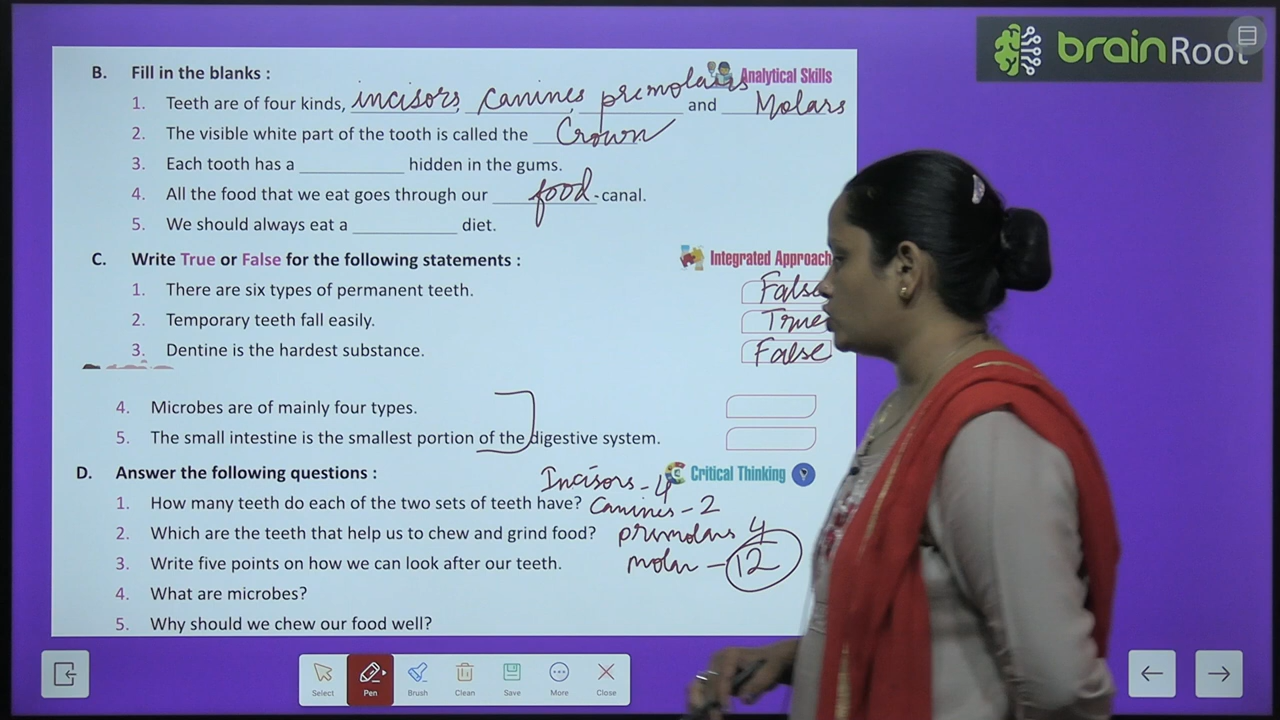 brainRoot
B. Fill in the blanks :
Analytical Skills
1. Teeth are of four kinds, incisors, canines, premolars and Molars
2. The visible white part of the tooth is called the Crown.
3. Each tooth has a __________ hidden in the gums.
4. All the food that we eat goes through our food-canal.
5. We should always eat a __________ diet.
C. Write True or False for the following statements :
Integrated Approach
1. There are six types of permanent teeth. False
2. Temporary teeth fall easily. True
3. Dentine is the hardest substance. False
4. Microbes are of mainly four types.
5. The small intestine is the smallest portion of the digestive system.
D. Answer the following questions :
Incisors - 4
Critical Thinking
1. How many teeth do each of the two sets of teeth have? Canines - 2
2. Which are the teeth that help us to chew and grind food? premolars 4
3. Write five points on how we can look after our teeth. molar - 12
4. What are microbes?
5. Why should we chew our food well?
Select Pen Brush Clean Save More Close